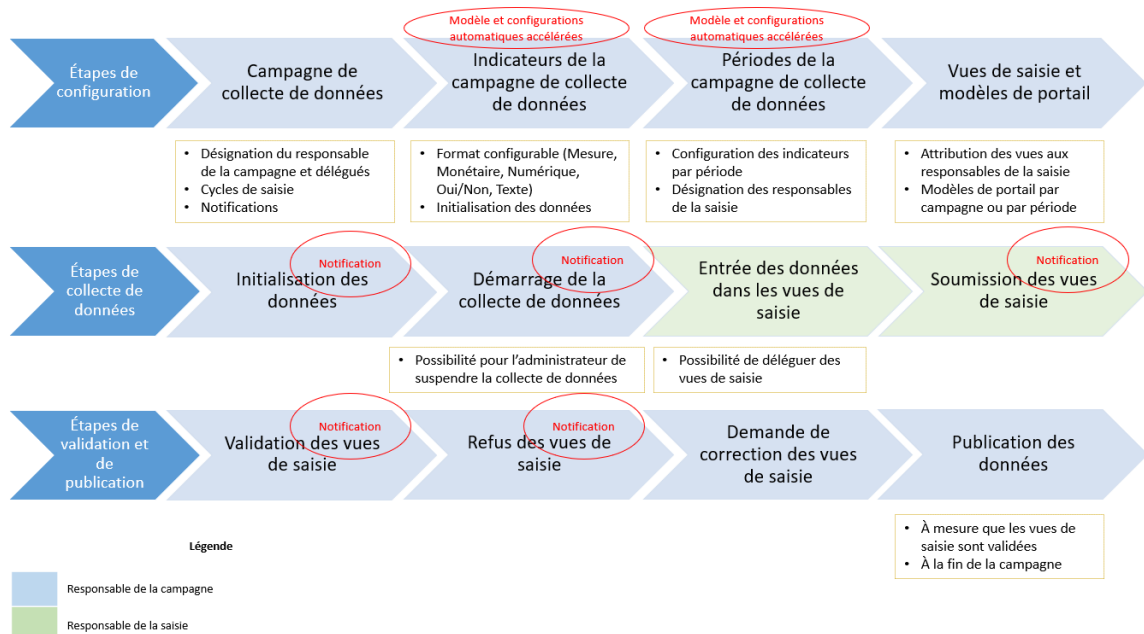 Modèle et configurations
automatiques accélérées
Modèle et configurations
automatiques accélérées
Étapes de
configuration
Campagne de
collecte de données
Indicateurs de la
campagne de collecte
de données
Périodes de la
campagne de collecte
de données
Vues de saisie et
modèles de portail
• Désignation du responsable
de la campagne et délégués
• Cycles de saisie
• Notifications
• Format configurable (Mesure,
Monétaire, Numérique,
Oui/Non, Texte)
• Initialisation des données
• Configuration des indicateurs
par période
• Désignation des responsables
de la saisie
• Attribution des vues aux
responsables de la saisie
• Modèles de portail par
campagne ou par période
Étapes de
collecte de
données
Notification
Initialisation des
données
Notification
Démarrage de la
collecte de données
Entrée des données
dans les vues de
saisie
Notification
Soumission des vues
de saisie
• Possibilité pour l’administrateur de
suspendre la collecte de données
• Possibilité de déléguer des
vues de saisie
Étapes de
validation et
de
publication
Notification
Validation des vues
de saisie
Notification
Refus des vues de
saisie
Demande de
correction des vues
de saisie
Publication des
données
• À mesure que les vues de
saisie sont validées
• À la fin de la campagne
Légende
Responsable de la campagne
Responsable de la saisie